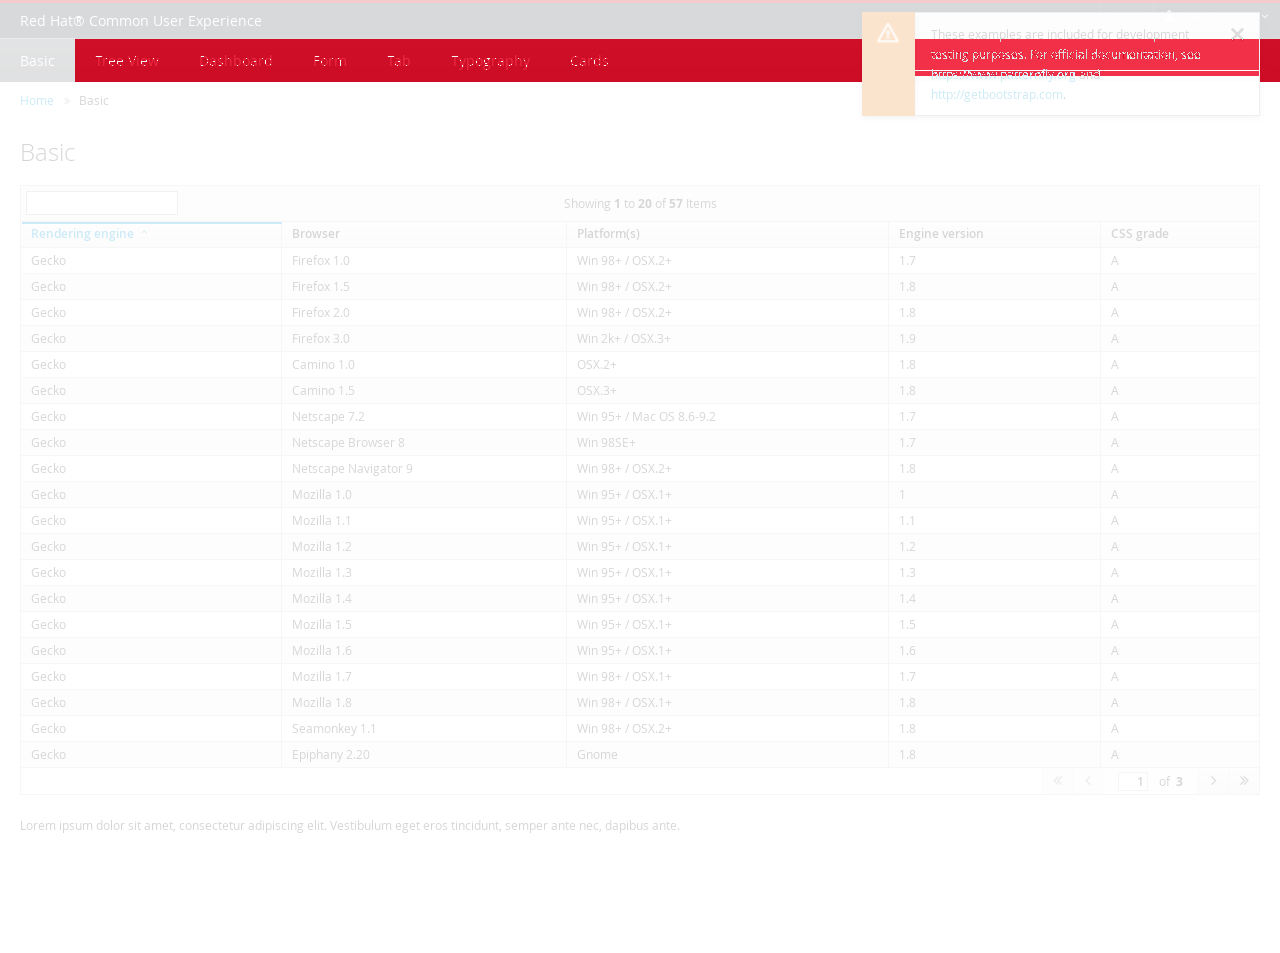 Red Hat® Common User Experience
Basic Tree View Dashboard Form Tab Typography Cards
These examples are included for development
testing purposes. For official documentation, see
http://www.patternfly.org and
http://getbootstrap.com.
Home » Basic
Basic
Showing 1 to 20 of 57 Items
Rendering engine Browser Platform(s) Engine version CSS grade
Gecko Firefox 1.0 Win 98+ / OSX.2+ 1.7 A
Gecko Firefox 1.5 Win 98+ / OSX.2+ 1.8 A
Gecko Firefox 2.0 Win 98+ / OSX.2+ 1.8 A
Gecko Firefox 3.0 Win 2k+ / OSX.3+ 1.9 A
Gecko Camino 1.0 OSX.2+ 1.8 A
Gecko Camino 1.5 OSX.3+ 1.8 A
Gecko Netscape 7.2 Win 95+ / Mac OS 8.6-9.2 1.7 A
Gecko Netscape Browser 8 Win 98SE+ 1.7 A
Gecko Netscape Navigator 9 Win 98+ / OSX.2+ 1.8 A
Gecko Mozilla 1.0 Win 95+ / OSX.1+ 1 A
Gecko Mozilla 1.1 Win 95+ / OSX.1+ 1.1 A
Gecko Mozilla 1.2 Win 95+ / OSX.1+ 1.2 A
Gecko Mozilla 1.3 Win 95+ / OSX.1+ 1.3 A
Gecko Mozilla 1.4 Win 95+ / OSX.1+ 1.4 A
Gecko Mozilla 1.5 Win 95+ / OSX.1+ 1.5 A
Gecko Mozilla 1.6 Win 95+ / OSX.1+ 1.6 A
Gecko Mozilla 1.7 Win 98+ / OSX.1+ 1.7 A
Gecko Mozilla 1.8 Win 98+ / OSX.1+ 1.8 A
Gecko Seamonkey 1.1 Win 98+ / OSX.2+ 1.8 A
Gecko Epiphany 2.20 Gnome 1.8 A
1 of 3
Lorem ipsum dolor sit amet, consectetur adipiscing elit. Vestibulum eget eros tincidunt, semper ante nec, dapibus ante.